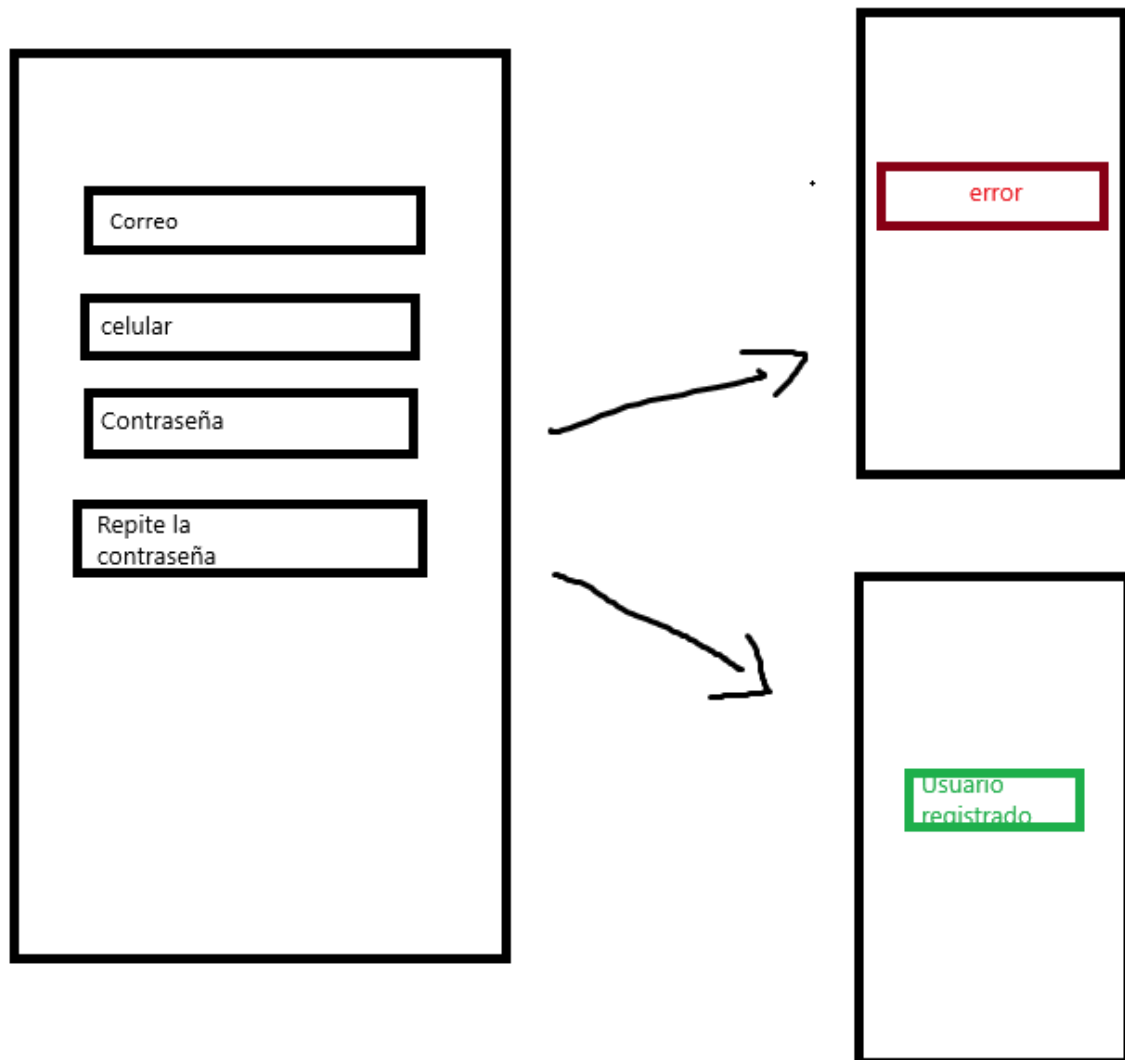 Correo
celular
Contraseña
Repite la
contraseña
error
Usuario
registrado